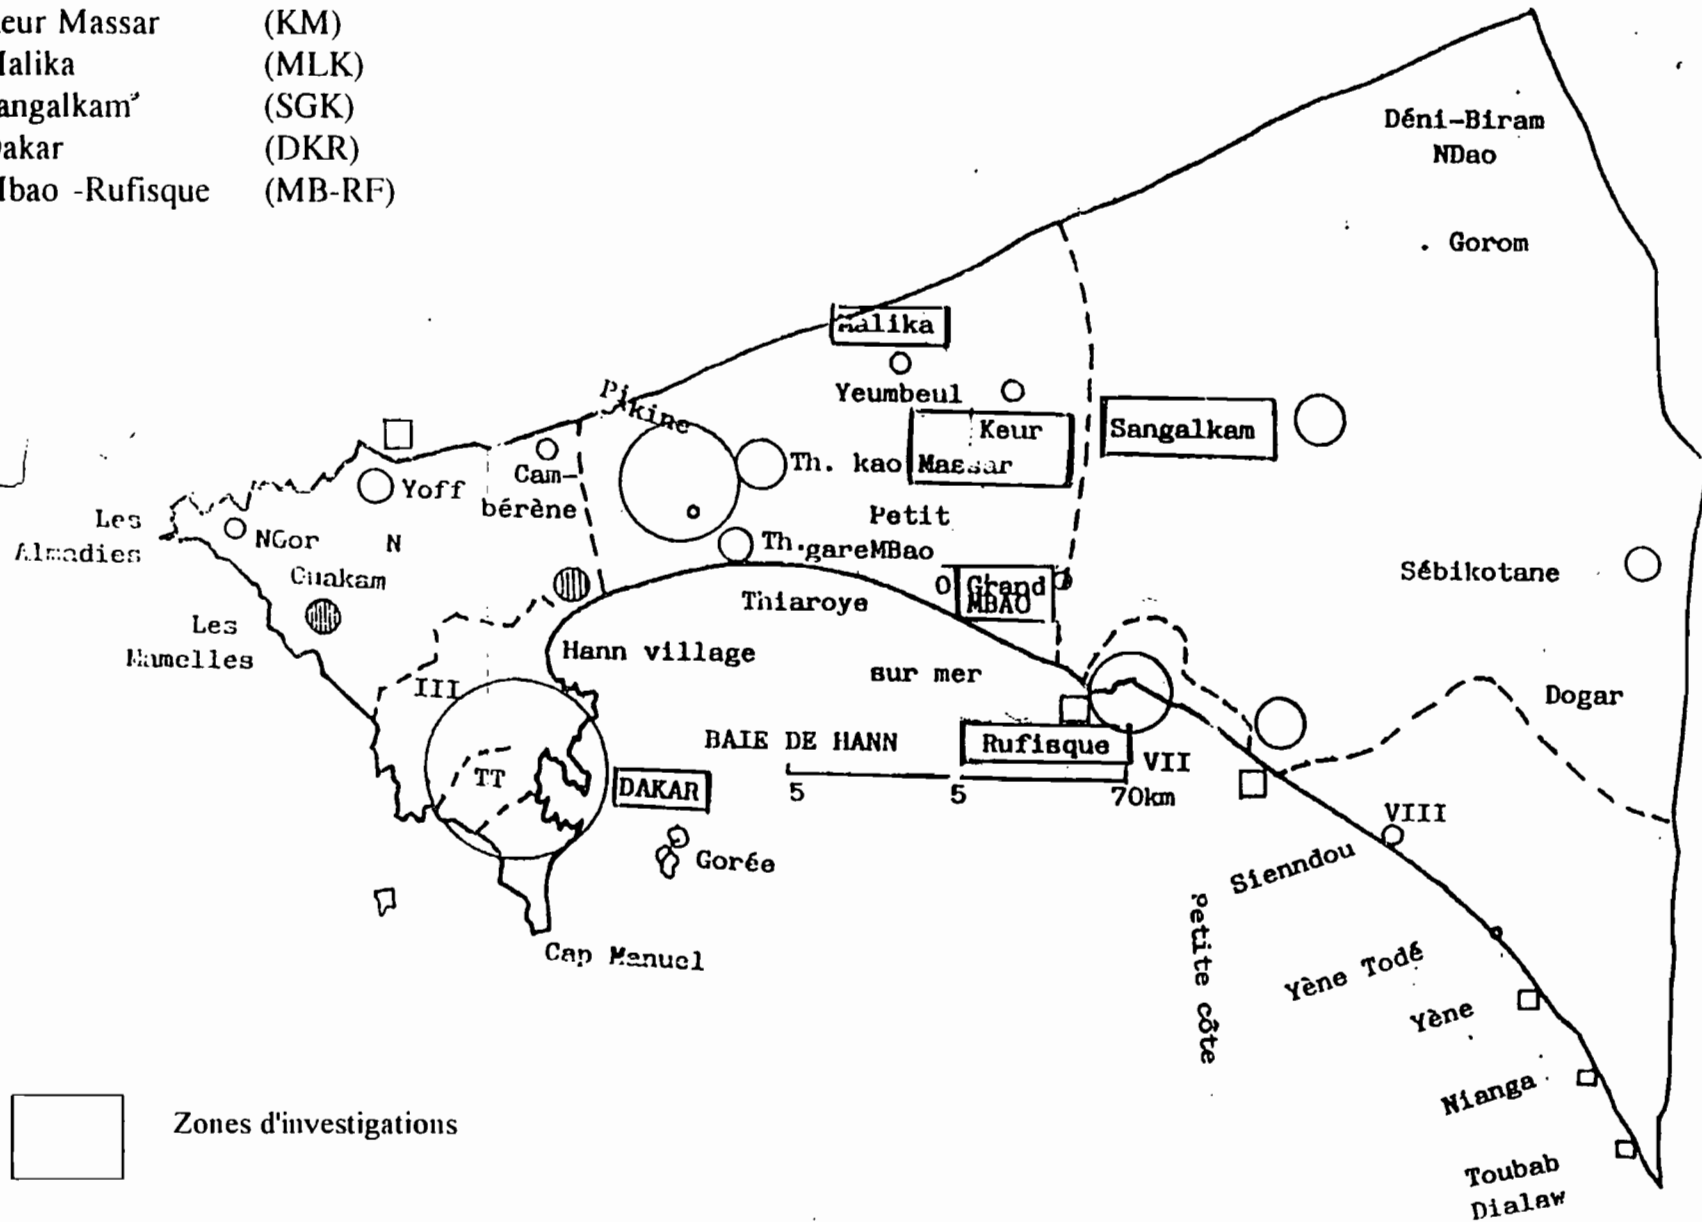 eur Massar (KM)
alika (MLK)
angalkam (SGK)
akar (DKR)
bao -Rufisque (MB-RF)
Déni-Biram
NDao
. Gorom
Malika
Yeumbeul
Pikine
Keur
Massar
Sangalkam
Th. kao
Cam-
bérène
Yoff
Les
Almadies
NGor
N
Ouakam
Petit
MBao
Th.gare
Grand
MBAO
Thiaroye
sur mer
Sébikotane
Les
Mamelles
Hann village
III
Dogar
BAIE DE HANN
Rufisque
VII
TT
DAKAR
5 5 70km
VIII
Gorée
Sienndou
Petite côte
Cap Manuel
Yène Todé
Yène
Nianga
Toubab
Dialaw
Zones d'investigations